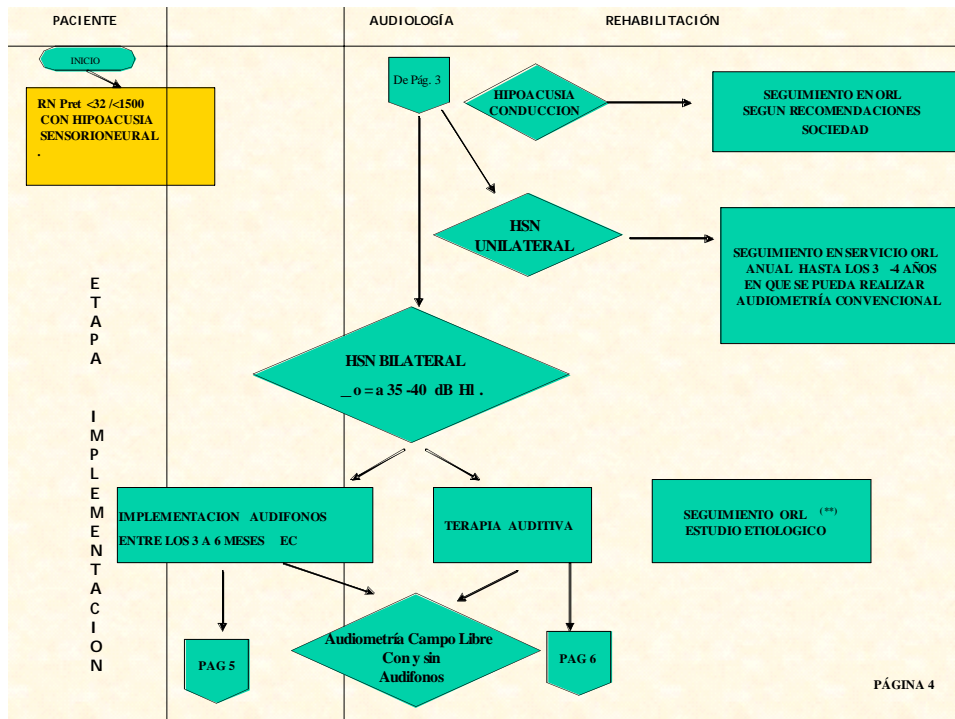 PACIENTE
AUDIOLOGÍA
REHABILITACIÓN
INICIO
RN Pret <32 /<1500
CON HIPOACUSIA
SENSORIONEURAL
.
De Pág. 3
HIPOACUSIA
CONDUCCION
SEGUIMIENTO EN ORL
SEGUN RECOMENDACIONES
SOCIEDAD
HSN
UNILATERAL
SEGUIMIENTO EN SERVICIO ORL
ANUAL HASTA LOS 3 -4 AÑOS
EN QUE SE PUEDA REALIZAR
AUDIOMETRÍA CONVENCIONAL
ETAPA IMPLEMENTACION
HSN BILATERAL
_ o = a 35 -40 dB Hl .
IMPLEMENTACION AUDIFONOS
ENTRE LOS 3 A 6 MESES EC
TERAPIA AUDITIVA
SEGUIMIENTO ORL (**)
ESTUDIO ETIOLOGICO
Audiometría Campo Libre
Con y sin
Audifonos
PAG 5
PAG 6
PÁGINA 4